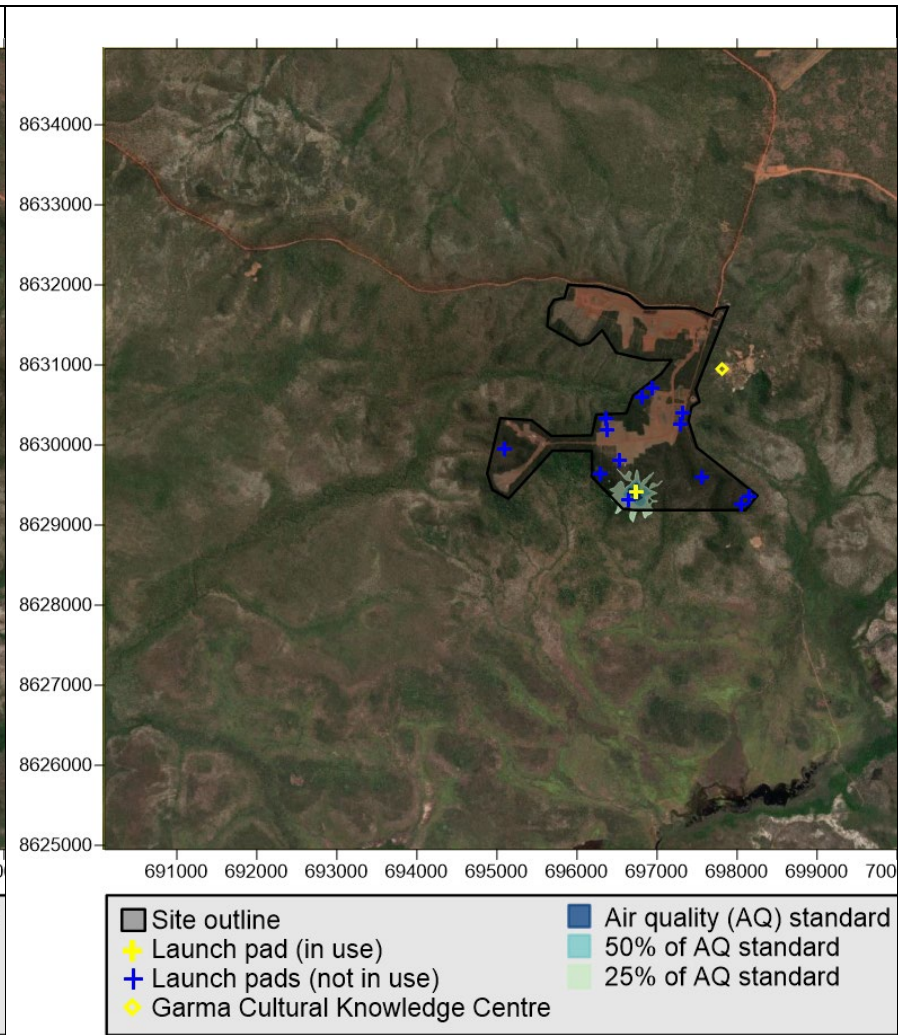 8634000
8633000
8632000
8631000
8630000
8629000
8628000
8627000
8626000
8625000
0
691000 692000 693000 694000 695000 696000 697000 698000 699000 700
Site outline
Launch pad (in use)
Launch pads (not in use)
Garma Cultural Knowledge Centre
Air quality (AQ) standard
50% of AQ standard
25% of AQ standard